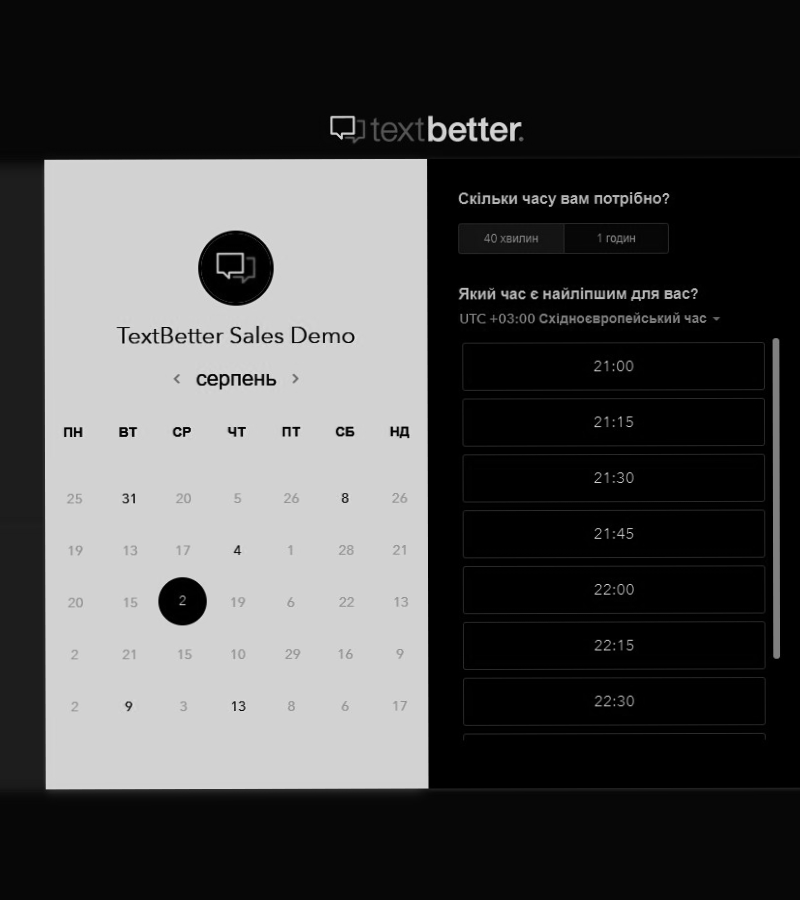 textbetter.
TextBetter Sales Demo
серпень
ПН ВТ СР ЧТ ПТ СБ НД
25 31 20 5 26 8 26
19 13 17 4 1 28 21
20 15 2 19 6 22 13
2 21 15 10 29 16 9
2 9 3 13 8 6 17
Скільки часу вам потрібно?
40 хвилин 1 годин
Який час є найліпшим для вас?
UTC +03:00 Східноєвропейський час
21:00
21:15
21:30
21:45
22:00
22:15
22:30